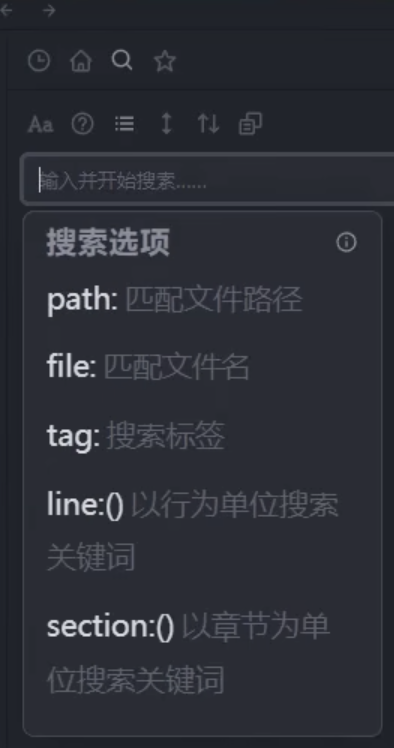 Aa
输入并开始搜索......
搜索选项
path: 匹配文件路径
file: 匹配文件名
tag: 搜索标签
line:() 以行为单位搜索
关键词
section:() 以章节为单
位搜索关键词